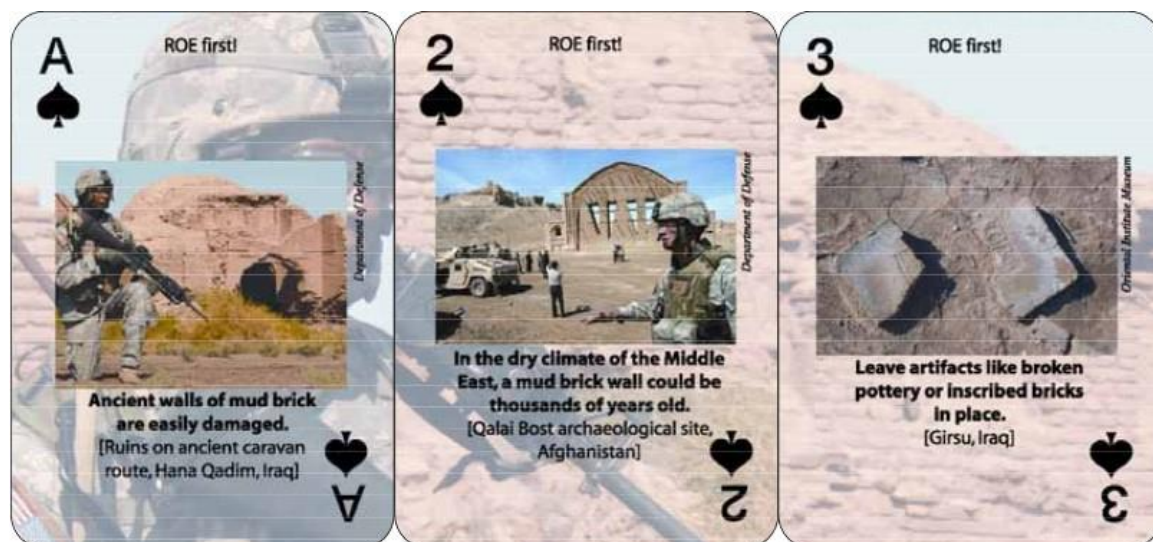 A
ROE first!
Department of Defense
Ancient walls of mud brick
are easily damaged.
[Ruins on ancient caravan
route, Hana Qadim, Iraq]
A
2
ROE first!
Department of Defense
In the dry climate of the Middle
East, a mud brick wall could be
thousands of years old.
[Qalai Bost archaeological site,
Afghanistan]
2
3
ROE first!
Oriental Institute Museum
Leave artifacts like broken
pottery or inscribed bricks
in place.
[Girsu, Iraq]
3